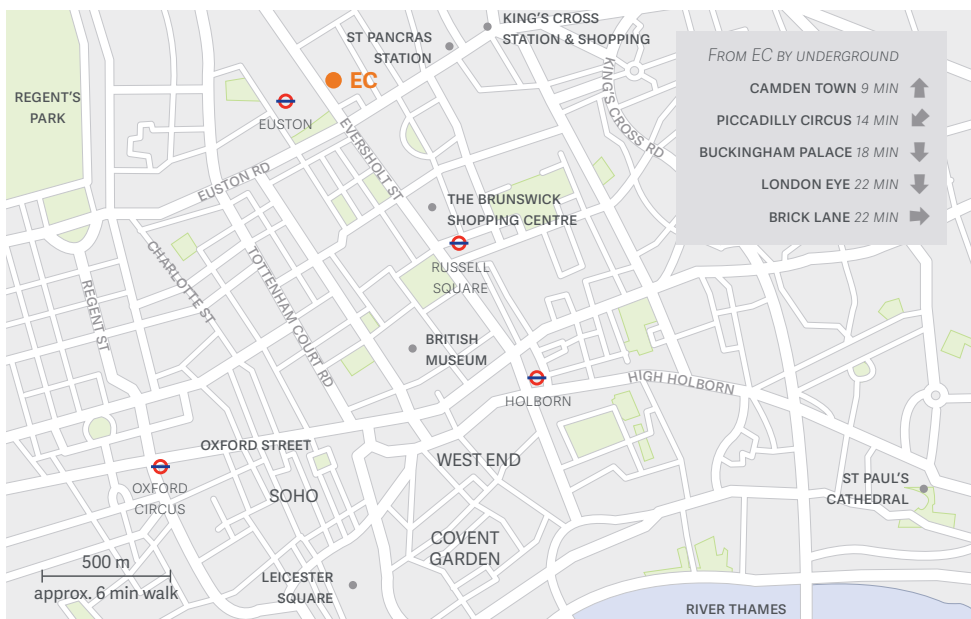 KING'S CROSS
STATION & SHOPPING
ST PANCRAS
STATION
EC
REGENT'S
PARK
EUSTON
EVERSHOLT ST
EUSTON RD
KING'S CROSS RD
FROM EC BY UNDERGROUND
CAMDEN TOWN 9 MIN
PICCADILLY CIRCUS 14 MIN
BUCKINGHAM PALACE 18 MIN
LONDON EYE 22 MIN
BRICK LANE 22 MIN
THE BRUNSWICK
SHOPPING CENTRE
RUSSELL
SQUARE
CHARLOTTE ST
TOTTENHAM COURT RD
REGENT ST
BRITISH
MUSEUM
HIGH HOLBORN
HOLBORN
OXFORD STREET
WEST END
OXFORD
CIRCUS
SOHO
ST PAUL'S
CATHEDRAL
COVENT
GARDEN
500 m
approx. 6 min walk
LEICESTER
SQUARE
RIVER THAMES